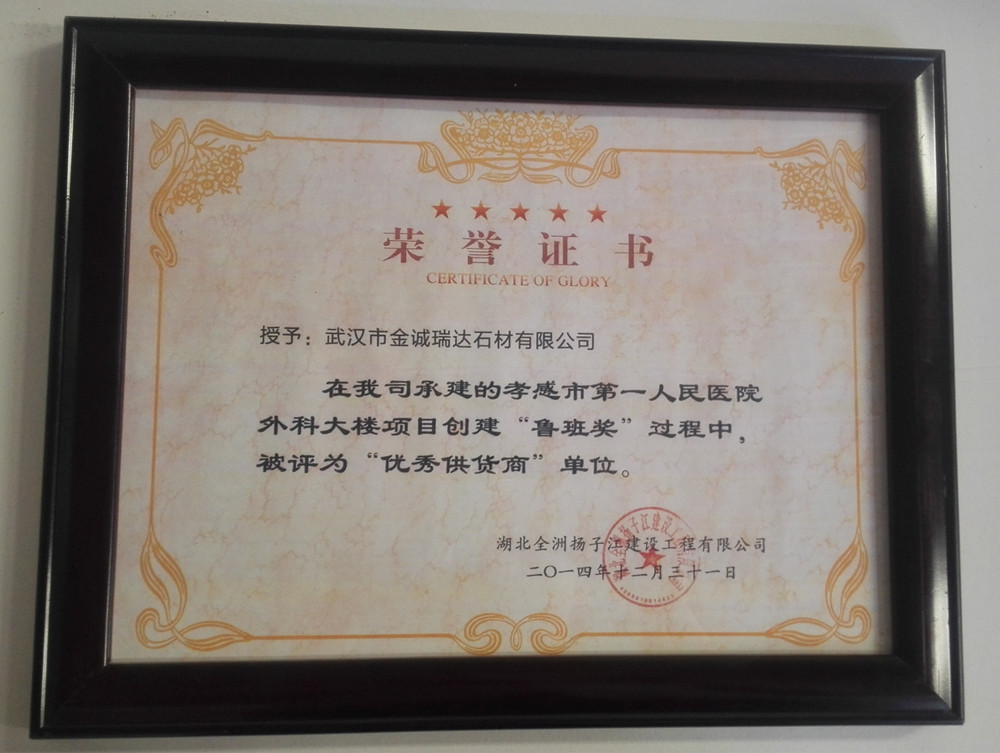 荣誉证书
CERTIFICATE OF GLORY
授予：武汉市金诚瑞达石材有限公司
在我司承建的孝感市第一人民医院
外科大楼项目创建“鲁班奖”过程中，
被评为“优秀供货商”单位。
湖北全洲扬子江建设工程有限公司
二〇一四年十二月三十一日